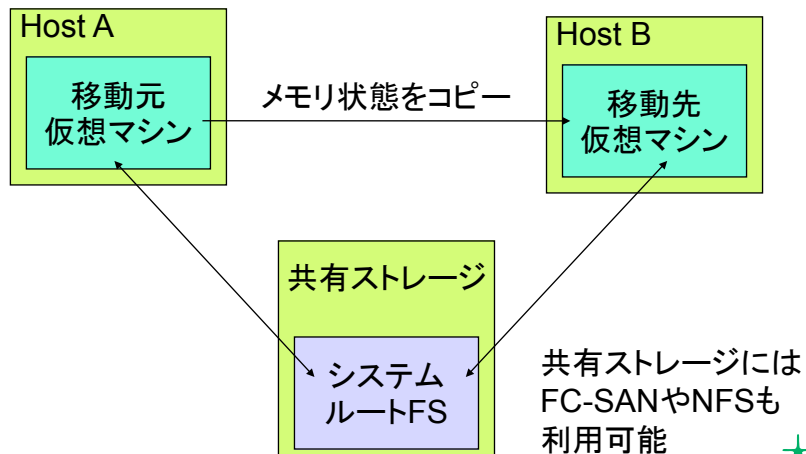 Host A
移動元
仮想マシン
メモリ状態をコピー
Host B
移動先
仮想マシン
共有ストレージ
システム
ルートFS
共有ストレージには
FC-SANやNFSも
利用可能